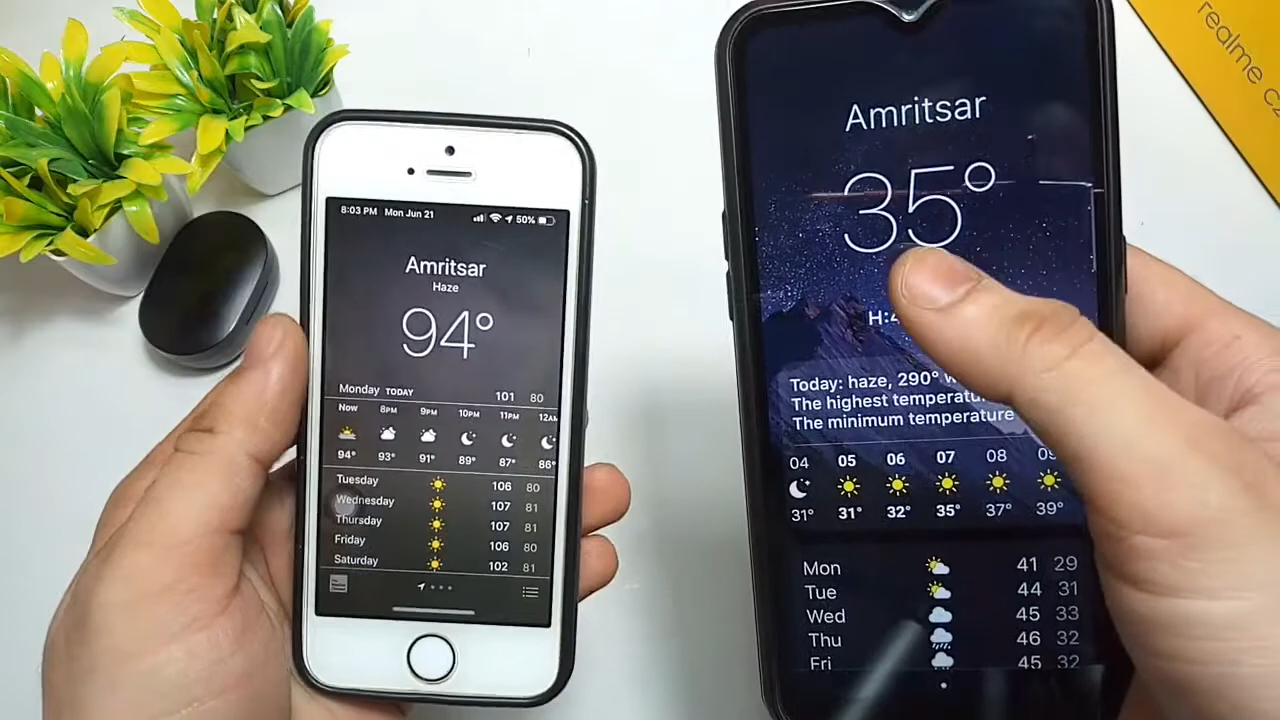 realme C2
8:03 PM Mon Jun 21 50%
Amritsar
Haze
94°
Monday TODAY 101 80
Now 8PM 9PM 10PM 11PM 12AM
94° 93° 91° 89° 87° 86°
Tuesday 106 80
Wednesday 107 81
Thursday 107 81
Friday 106 80
Saturday 102 81
Amritsar
35°
H:4
Today: haze, 290°
The highest
The minimum temperature
04 05 06 07 08 09
31° 31° 32° 35° 37° 39°
Mon 41 29
Tue 44 31
Wed 45 33
Thu 46 32
Fri 45 32